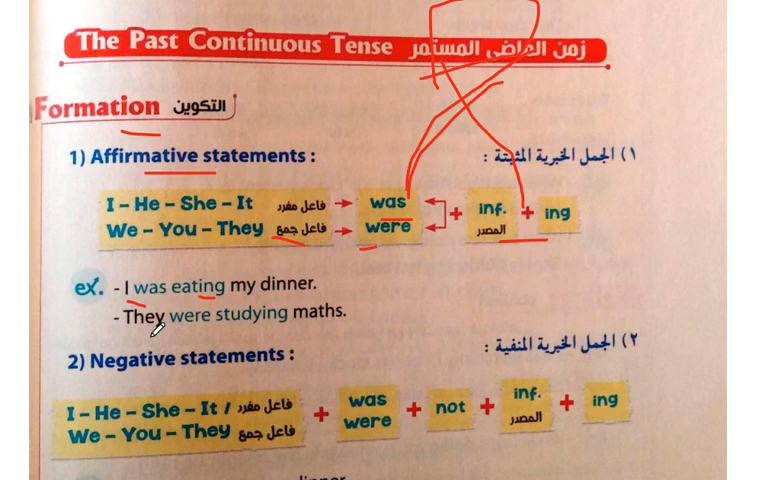 The Past Continuous Tense زمن الماضى المستمر
Formation التكوين
1) Affirmative statements : ١) الجمل الخبرية المثبتة :
I – He – She – It فاعل مفرد → was + inf. + ing
We – You – They فاعل جمع → were المصدر
ex. - I was eating my dinner.
- They were studying maths.
2) Negative statements : ٢) الجمل الخبرية المنفية :
I – He – She – It / فاعل مفرد + was + not + inf. + ing
We – You – They فاعل جمع were المصدر